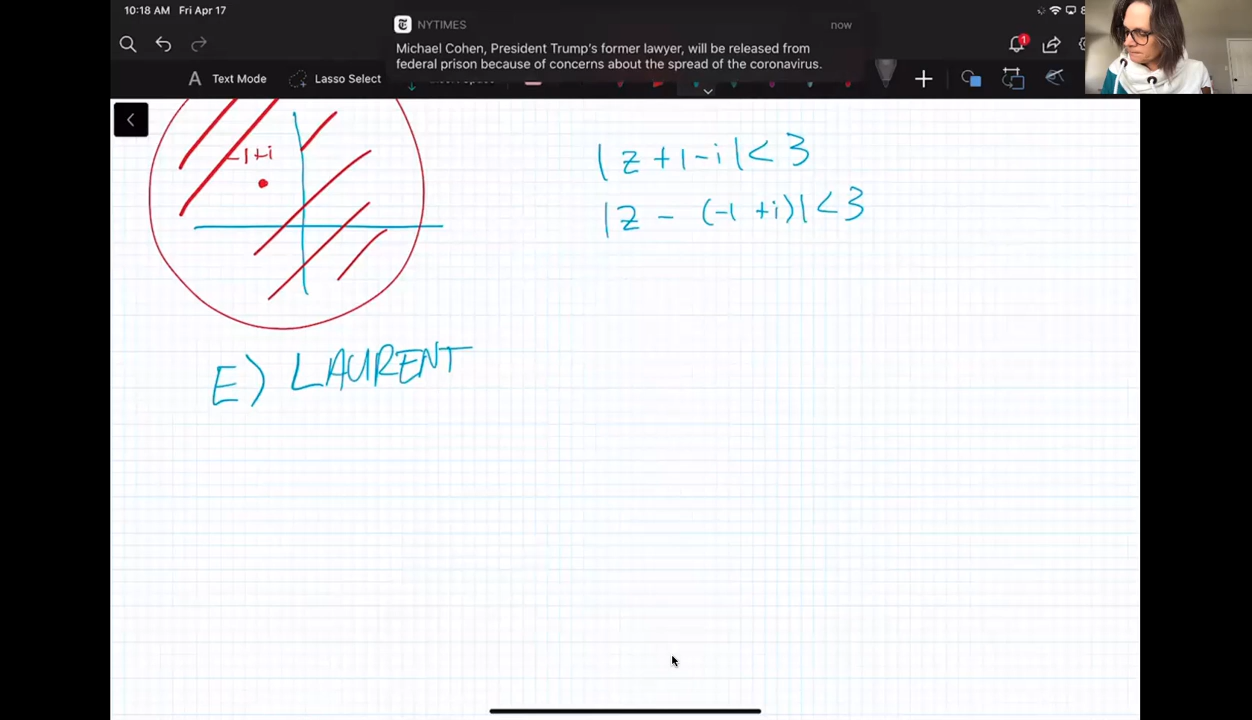 10:18 AM Fri Apr 17
NYTIMES now
Michael Cohen, President Trump's former lawyer, will be released from
federal prison because of concerns about the spread of the coronavirus.
A Text Mode Lasso Select
1
-1+i
|z+1-i|<3
|z - (-1+i)|<3
E) LAURENT